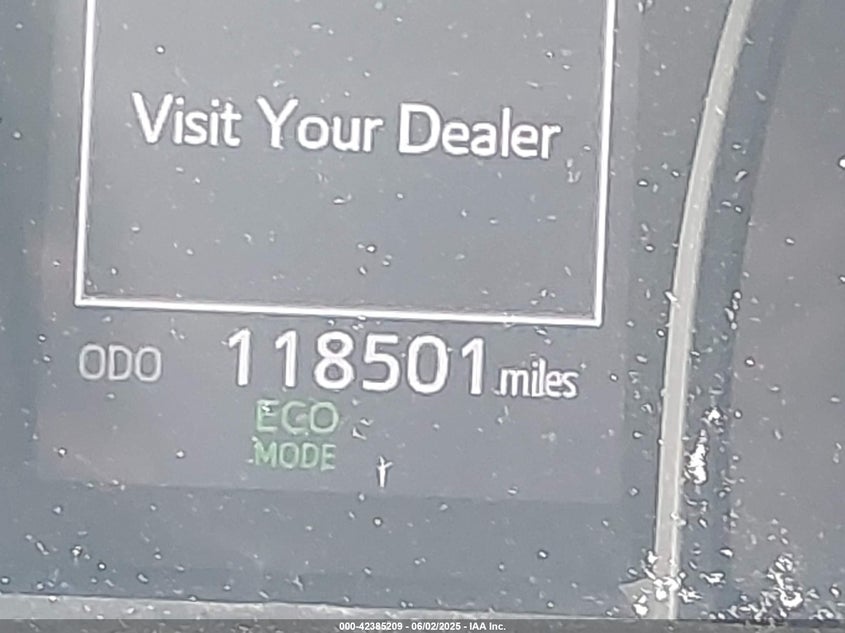 Visit Your Dealer
ODO 118501 miles
ECO
MODE
000-42385209 - 06/02/2025 - IAA Inc.